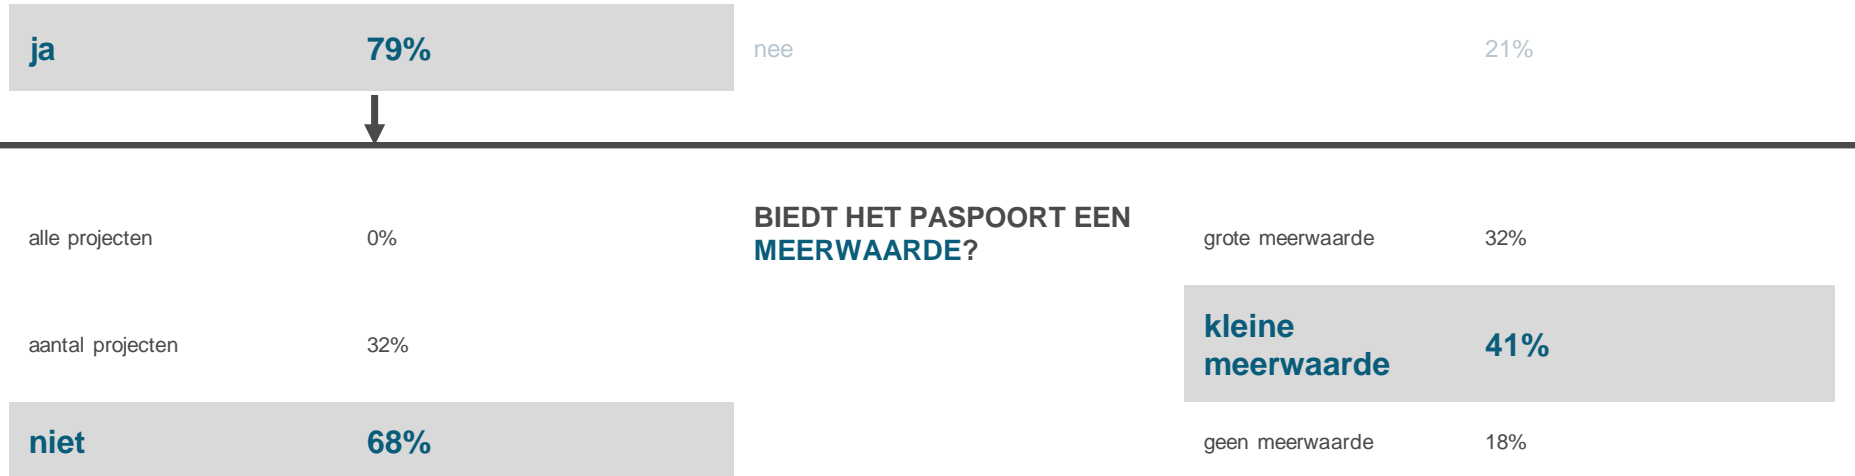 ja 79% nee 21%
BIEDT HET PASPOORT EEN
MEERWAARDE?
alle projecten 0% grote meerwaarde 32%
aantal projecten 32%
kleine
meerwaarde 41%
niet 68% geen meerwaarde 18%